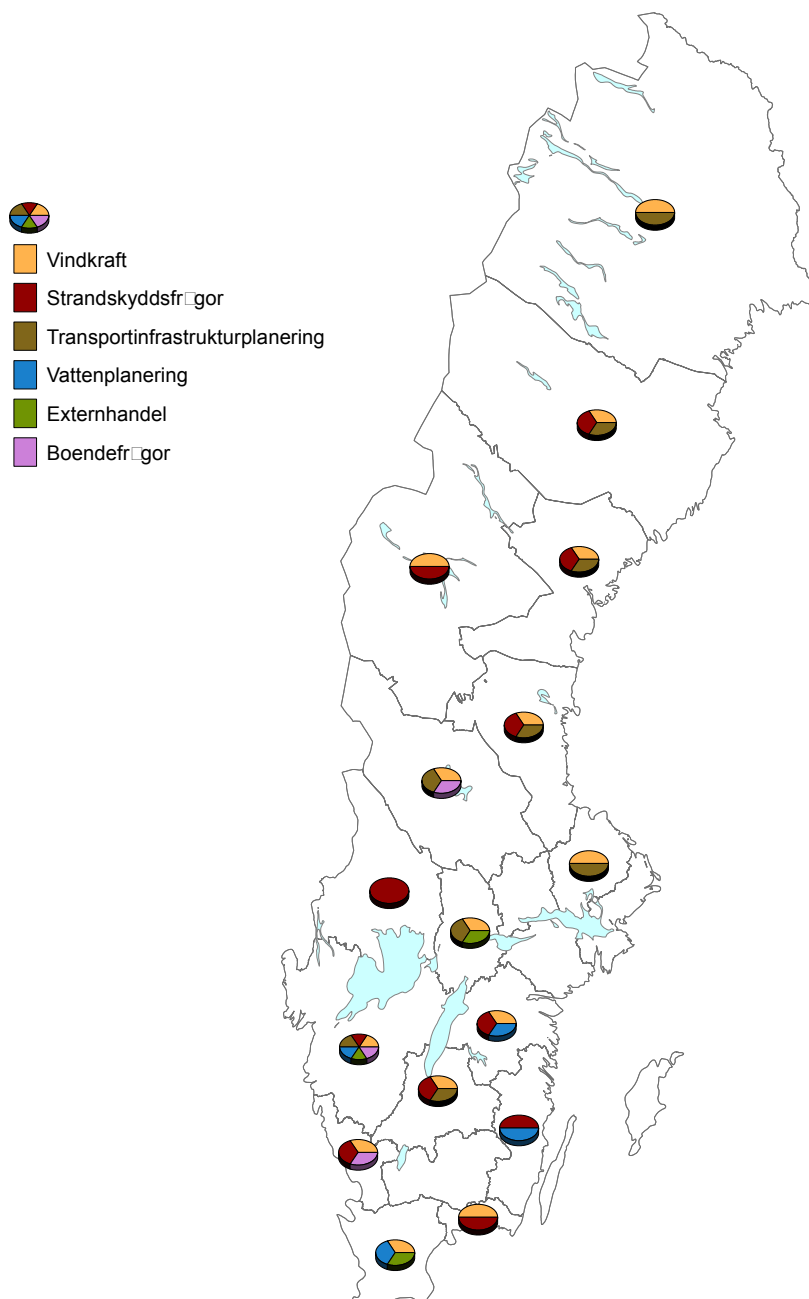 Vindkraft
Strandskyddsfr□gor
Transportinfrastrukturplanering
Vattenplanering
Externhandel
Boendefr□gor